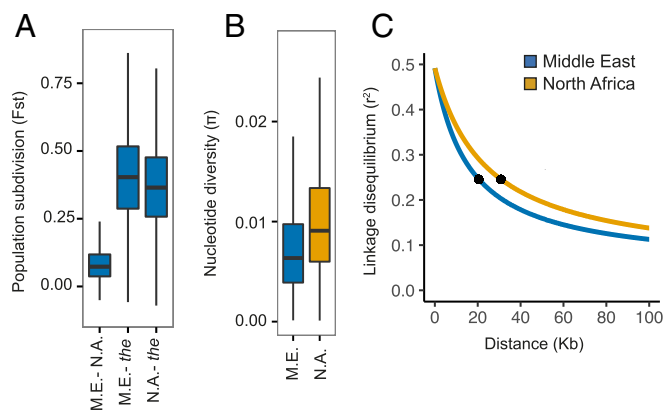 A
Population subdivision (Fst)
0.75
0.50
0.25
0.00
M.E.- N.A.
M.E.- the
N.A.- the
B
Nucleotide diversity (π)
0.02
0.01
0.00
M.E.
N.A.
C
Middle East
North Africa
Linkage disequilibrium (r²)
0.5
0.4
0.3
0.2
0.1
0.0
0 20 40 60 80 100
Distance (Kb)